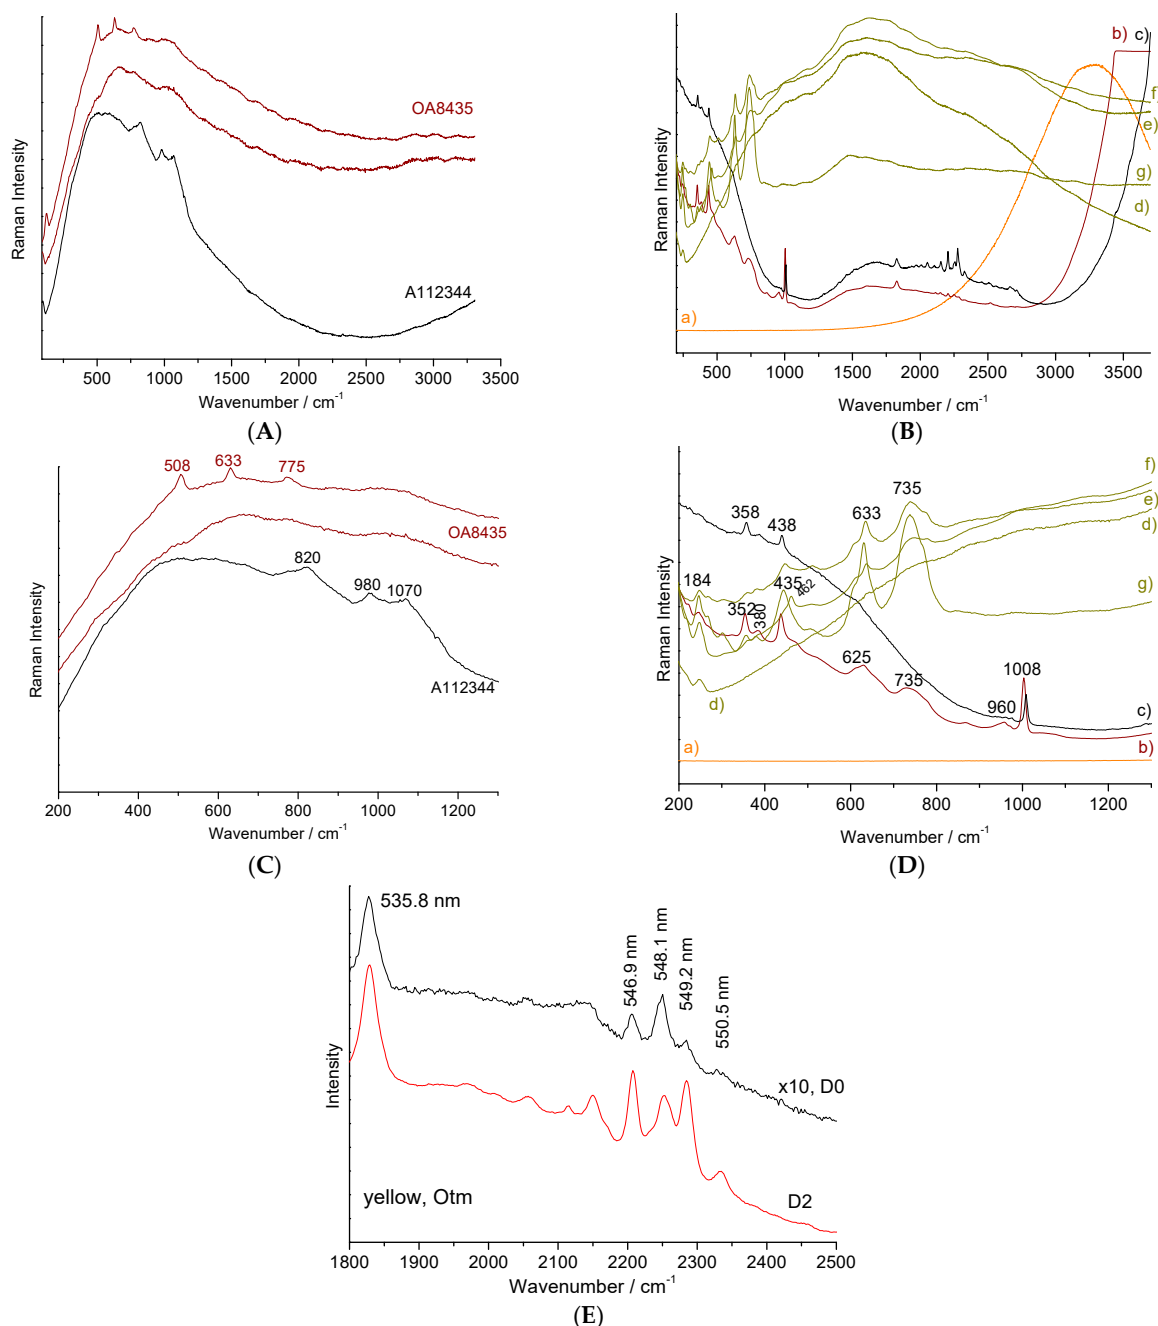 Raman Intensity
OA8435
A112344
500 1000 1500 2000 2500 3000 3500
Wavenumber / cm-1
(A)
Raman Intensity
b) c)
f)
e)
g)
d)
a)
500 1000 1500 2000 2500 3000 3500
Wavenumber / cm-1
(B)
Raman Intensity
508 633 775
OA8435
820
980 1070
A112344
200 400 600 800 1000 1200
Wavenumber / cm-1
(C)
Raman Intensity
f)
735
e)
358 438 633
d)
184 435 462
g)
352 380
625
735 1008
d) 960 c)
a) b)
200 400 600 800 1000 1200
Wavenumber / cm-1
(D)
Intensity
535.8 nm
546.9 nm
548.1 nm
549.2 nm
550.5 nm
x10, D0
yellow, Otm D2
1800 1900 2000 2100 2200 2300 2400 2500
Wavenumber / cm-1
(E)